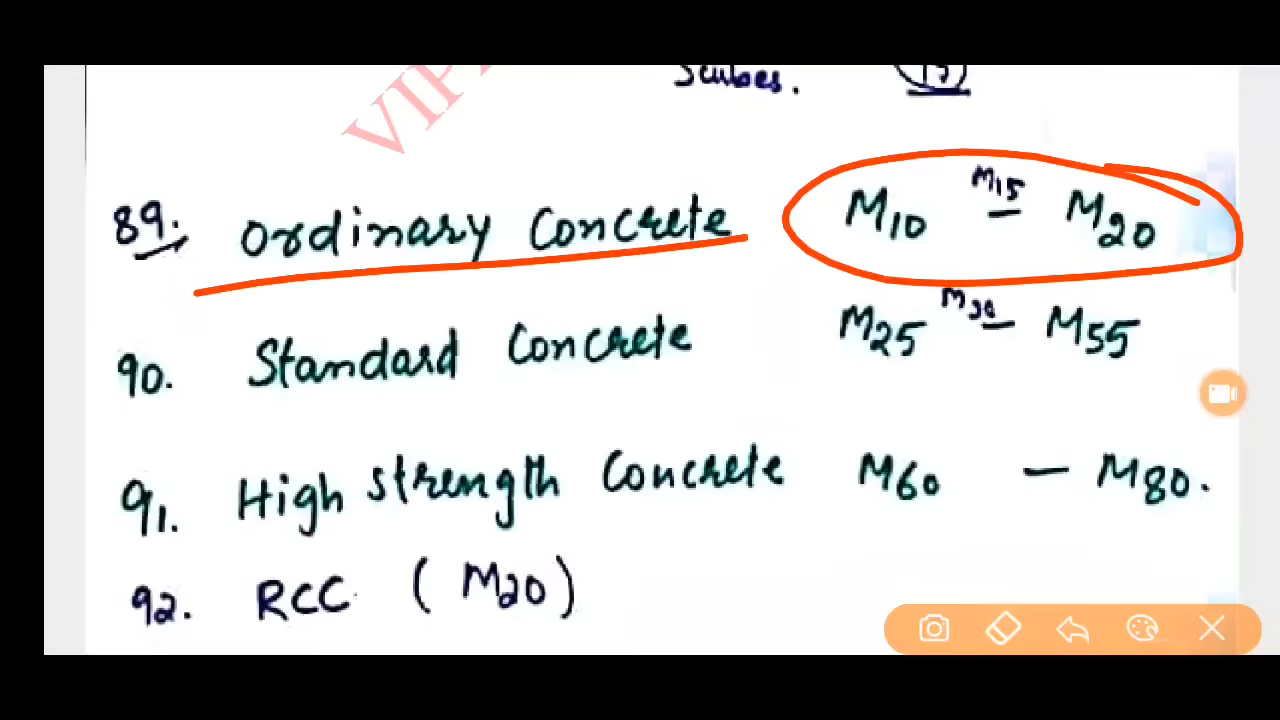 VIP
89. Ordinary Concrete M10 M15 – M20
90. Standard Concrete M25 M30 – M55
91. High strength Concrete M60 – M80.
92. RCC (M20)